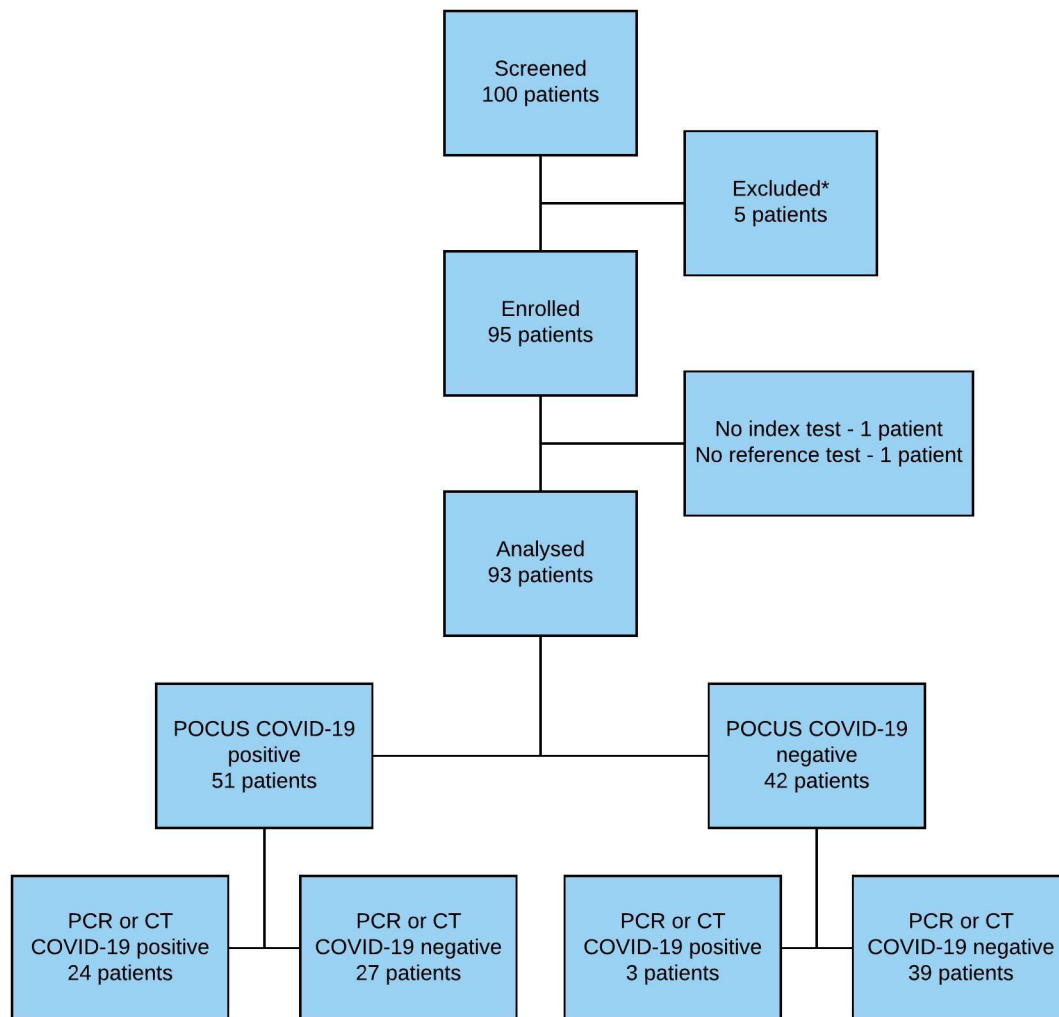 Screened
100 patients
Excluded*
5 patients
Enrolled
95 patients
No index test - 1 patient
No reference test - 1 patient
Analysed
93 patients
POCUS COVID-19
positive
51 patients
POCUS COVID-19
negative
42 patients
PCR or CT
COVID-19 positive
24 patients
PCR or CT
COVID-19 negative
27 patients
PCR or CT
COVID-19 positive
3 patients
PCR or CT
COVID-19 negative
39 patients